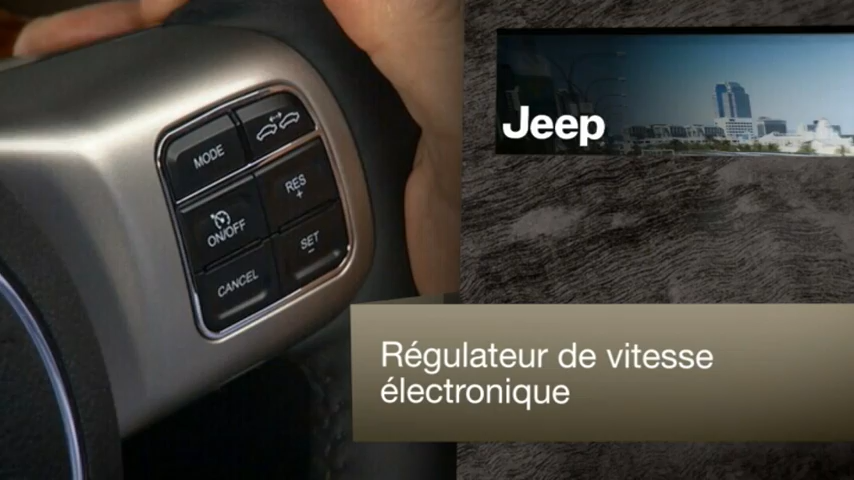 Jeep
MODE
RES
+
ON/OFF
SET
-
CANCEL
Régulateur de vitesse
électronique